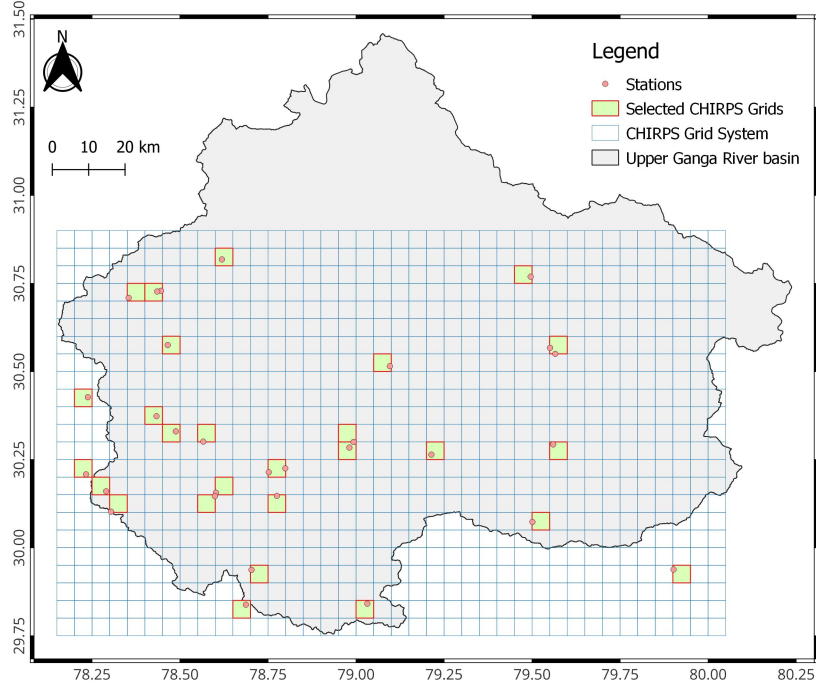 N
0 10 20 km
Legend
Stations
Selected CHIRPS Grids
CHIRPS Grid System
Upper Ganga River basin
31.50
31.25
31.00
30.75
30.50
30.25
30.00
29.75
78.25 78.50 78.75 79.00 79.25 79.50 79.75 80.00 80.25